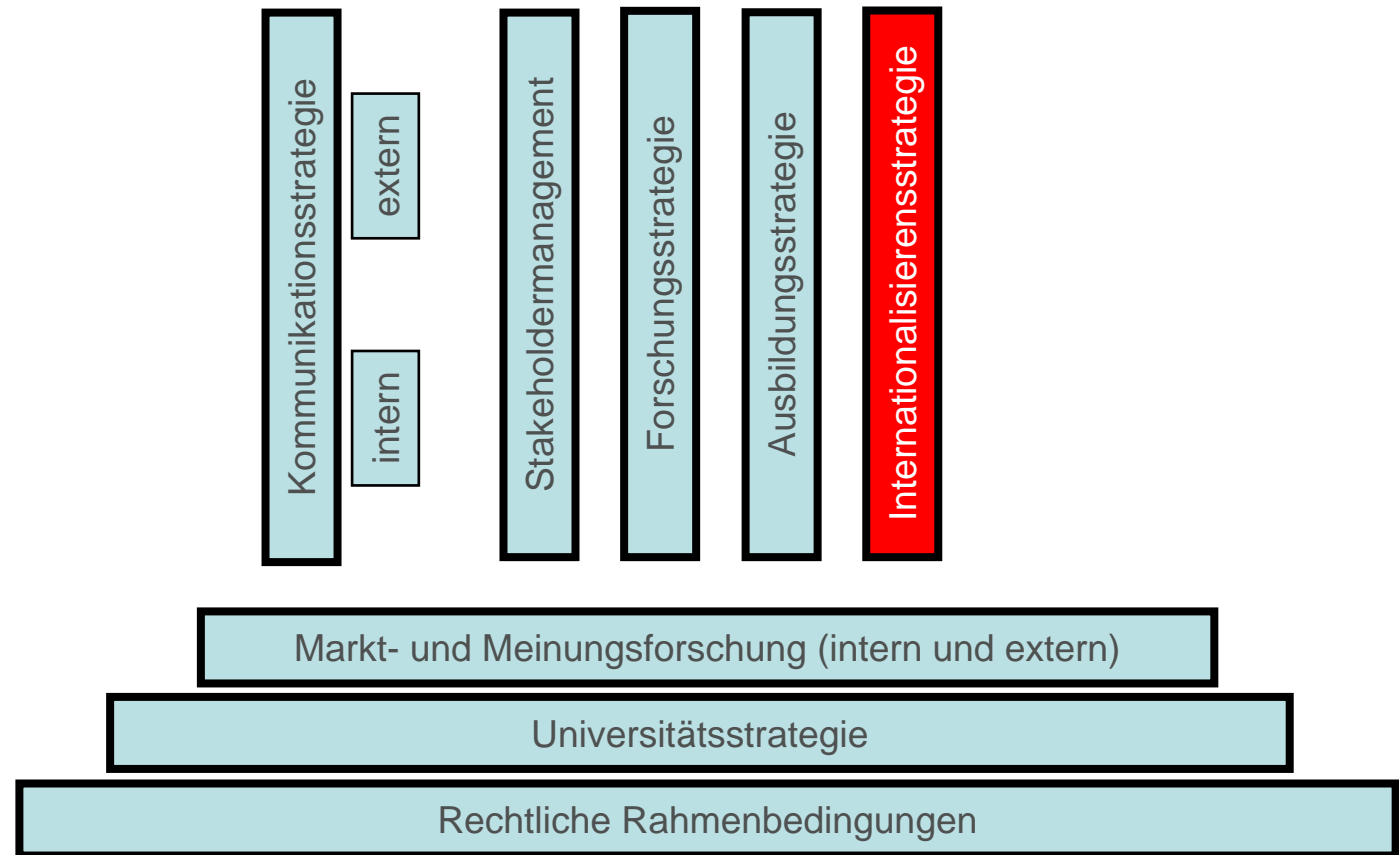 Kommunikationsstrategie
extern
intern
Stakeholdermanagement
Forschungsstrategie
Ausbildungsstrategie
Internationalisierensstrategie
Markt- und Meinungsforschung (intern und extern)
Universitätsstrategie
Rechtliche Rahmenbedingungen